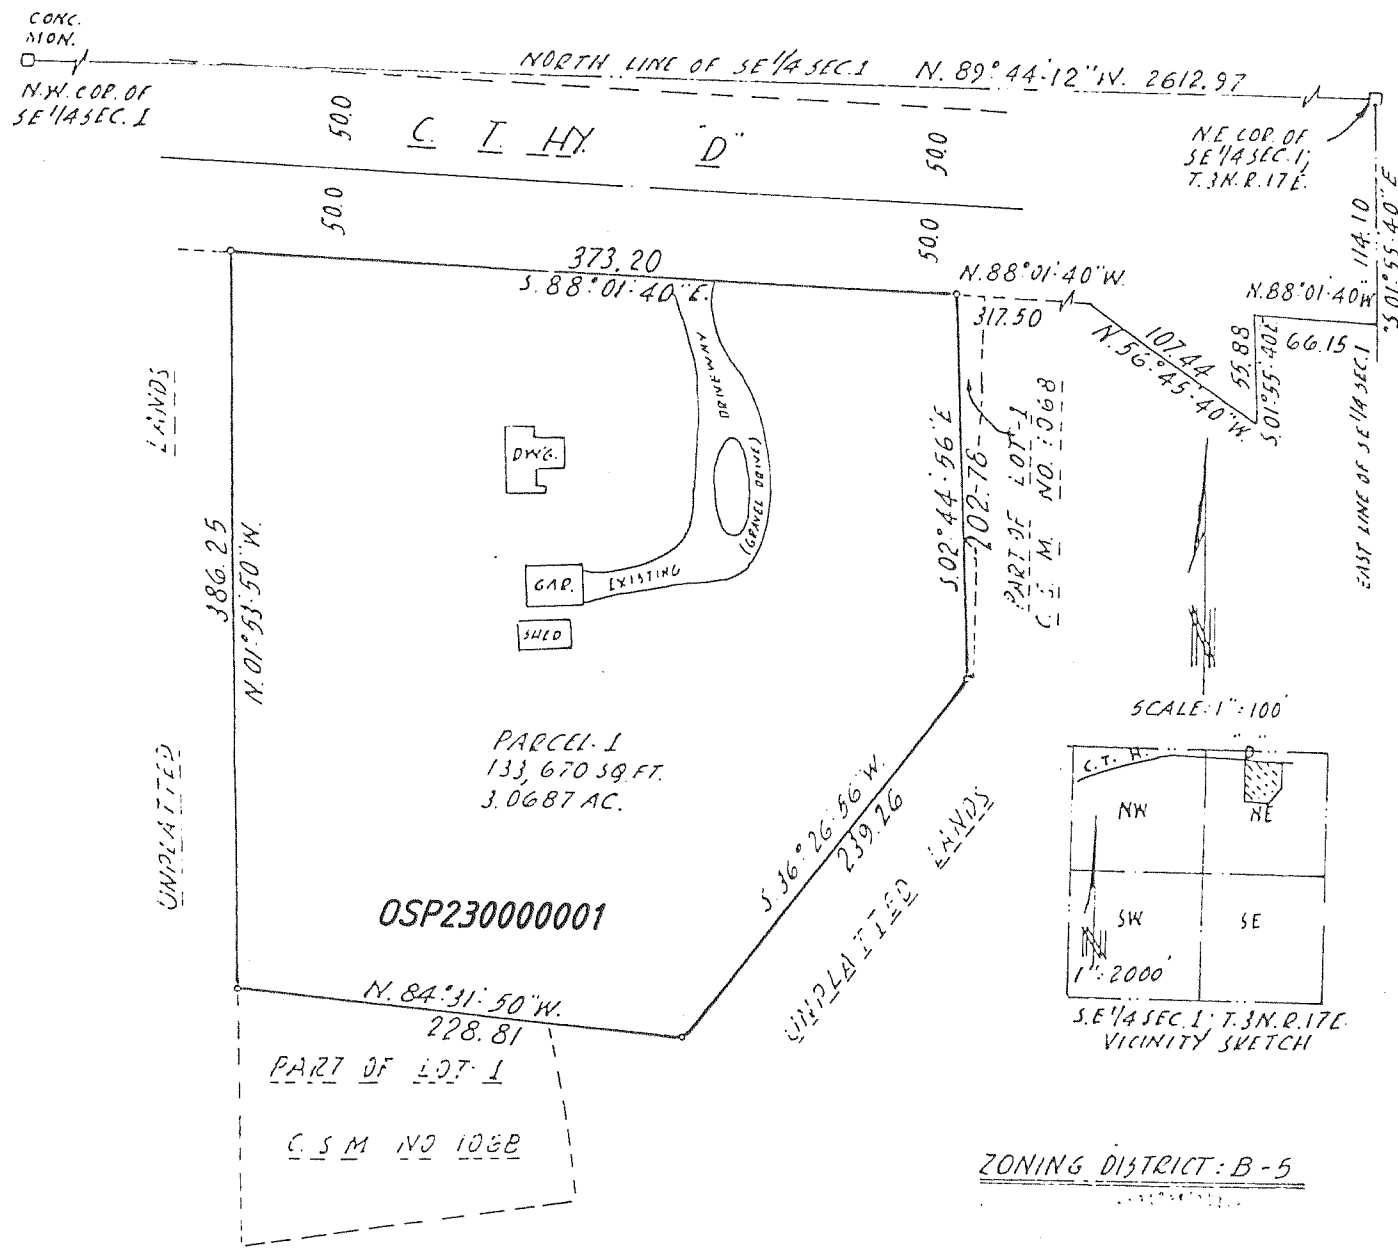 CONC.
MON.
N.W. COR. OF
SE 1/4 SEC. 1
NORTH LINE OF SE 1/4 SEC. 1 N. 89° 44' 12" W. 2612.97
N.E. COR. OF
SE 1/4 SEC. 1,
T. 3N. R. 17E.
50.0
C. T. HY. "D"
50.0
50.0
50.0
373.20
S. 88° 01' 40" E.
N. 88° 01' 40" W.
317.50
107.44
N. 56° 45' 40" W.
55.88
S. 01° 55' 40" E
N. 88° 01' 40" W
66.15
114.10
S 01° 55' 40" E
EAST LINE OF SE 1/4 SEC. 1
UNPLATTED LANDS
386.25
N. 01° 53' 50" W.
DRIVEWAY
(GRAVEL DRIVE)
EXISTING
DWG.
GAR.
SHED
S. 02° 44' 56" E
202.76
PART OF LOT-1
C. S. M. NO. 1068
PARCEL-1
133,670 SQ. FT.
3.0687 AC.
S. 36° 26' 56" W.
239.26
UNPLATTED LANDS
OSP230000001
N. 84° 31' 50" W.
228.81
PART OF LOT 1
C. S M NO 1068
SCALE: 1" = 100'
C. T. H. "D"
NW
NE
SW
SE
1" = 2000'
S.E 1/4 SEC. 1, T. 3N. R. 17E.
VICINITY SKETCH
ZONING DISTRICT: B-5